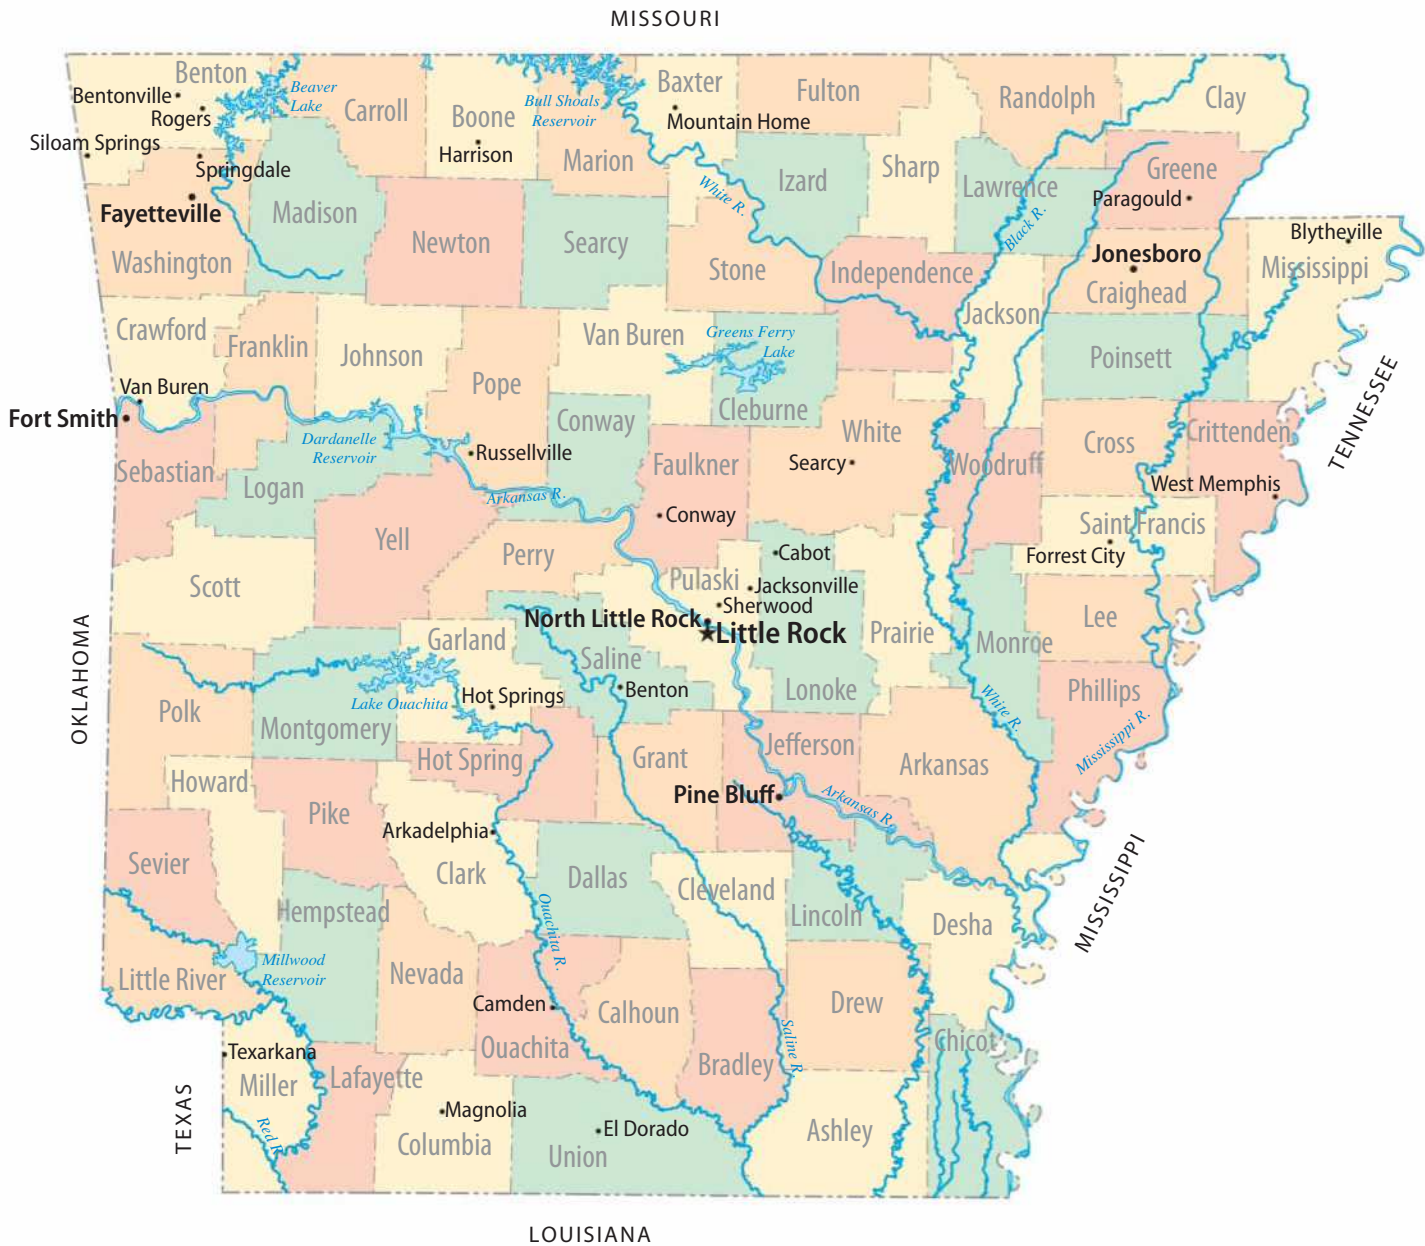 MISSOURI
Benton
Bentonville
Rogers
Beaver
Lake
Carroll
Boone
Harrison
Bull Shoals
Reservoir
Marion
Baxter
Mountain Home
Fulton
Randolph
Clay
Siloam Springs
Springdale
Fayetteville
Washington
Madison
Newton
Searcy
White R.
Izard
Sharp
Lawrence
Black R.
Greene
Paragould
Stone
Independence
Jonesboro
Craighead
Blytheville
Mississippi
Crawford
Franklin
Johnson
Pope
Van Buren
Greens Ferry
Lake
Cleburne
Jackson
Poinsett
Van Buren
Fort Smith
Sebastian
Dardanelle
Reservoir
Logan
Russellville
Conway
Arkansas R.
Faulkner
Conway
White
Searcy
Woodruff
Cross
Crittenden
West Memphis
TENNESSEE
Saint Francis
Forrest City
Scott
Yell
Perry
Pulaski
Cabot
Jacksonville
Sherwood
North Little Rock
Little Rock
Prairie
Monroe
Lee
OKLAHOMA
Garland
Saline
Benton
Lonoke
Phillips
Polk
Montgomery
Lake Ouachita
Hot Springs
Hot Spring
White R.
Mississippi R.
Howard
Pike
Grant
Jefferson
Pine Bluff
Arkansas R.
Arkansas
Arkadelphia
Clark
Sevier
Dallas
Cleveland
Lincoln
Desha
MISSISSIPPI
Hempstead
Ouachita R.
Little River
Millwood
Reservoir
Nevada
Camden
Ouachita
Calhoun
Bradley
Saline R.
Drew
Chicot
Texarkana
Miller
Lafayette
TEXAS
Red R.
Magnolia
Columbia
El Dorado
Union
Ashley
LOUISIANA